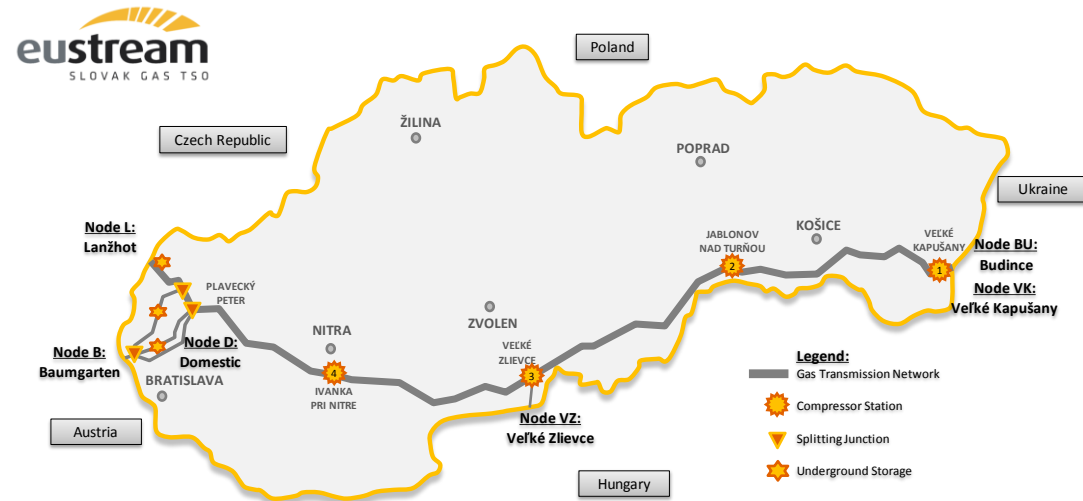 eustream
SLOVAK GAS TSO
Poland
Czech Republic
ŽILINA
POPRAD
Ukraine
Node L:
Lanžhot
KOŠICE
JABLONOV
NAD TURŇOU
VEĽKÉ
KAPUŠANY
Node BU:
Budince
2
1
Node VK:
Veľké Kapušany
PLAVECKÝ
PETER
NITRA
ZVOLEN
Node D:
Domestic
Node B:
Baumgarten
VEĽKÉ
ZLIEVCE
BRATISLAVA
4
3
IVANKA
PRI NITRE
Node VZ:
Veľké Zlievce
Austria
Hungary
Legend:
Gas Transmission Network
Compressor Station
Splitting Junction
Underground Storage